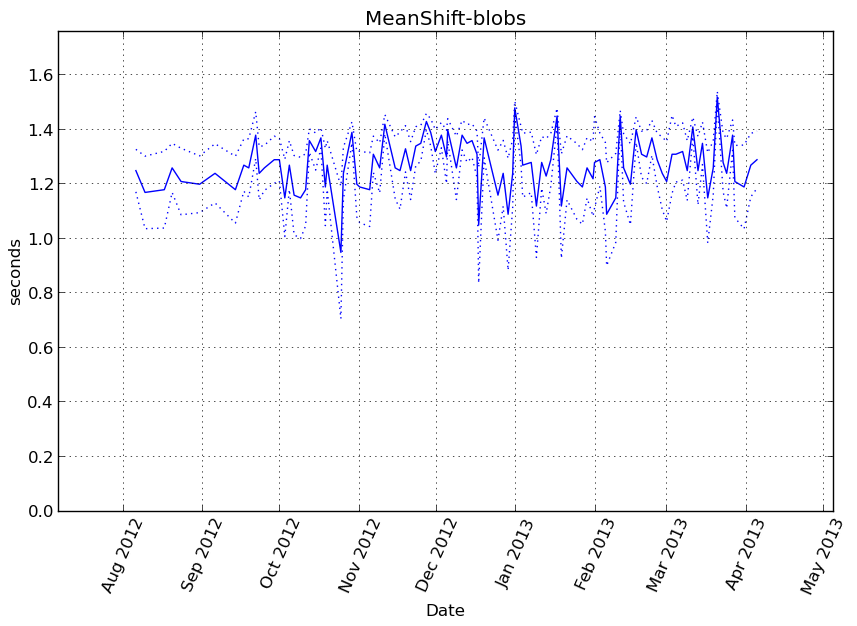 MeanShift-blobs
1.6
1.4
1.2
1.0
0.8
0.6
0.4
0.2
0.0
seconds
Aug 2012
Sep 2012
Oct 2012
Nov 2012
Dec 2012
Jan 2013
Feb 2013
Mar 2013
Apr 2013
May 2013
Date